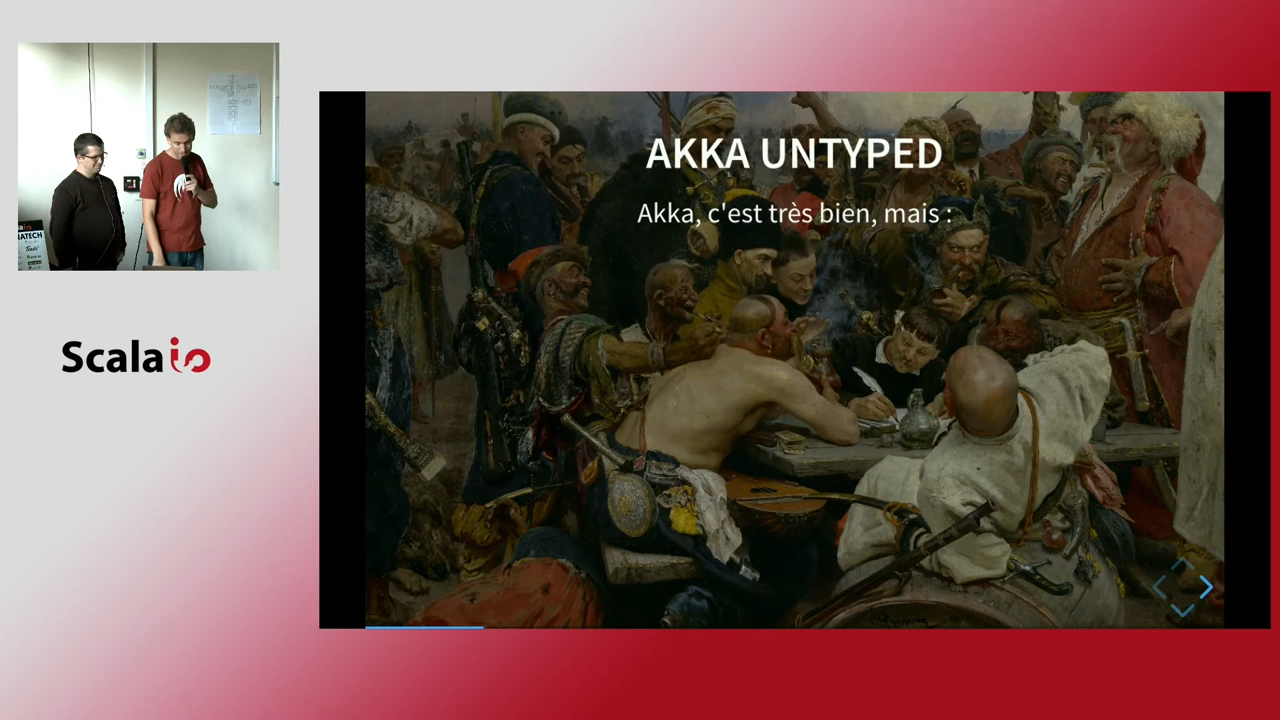 AKKA UNTYPED
Akka, c'est très bien, mais :
Scala io